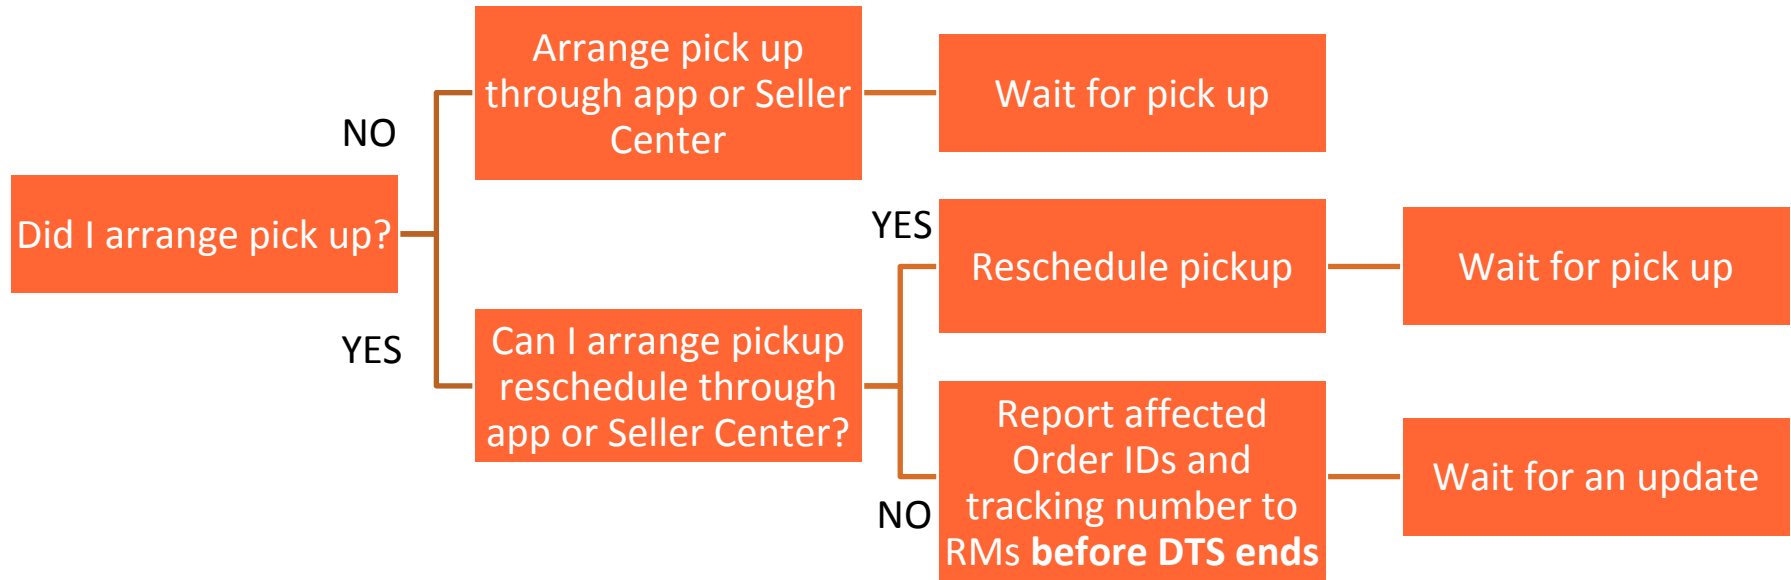 Did I arrange pick up?
NO
Arrange pick up
through app or Seller
Center
Wait for pick up
YES
Can I arrange pickup
reschedule through
app or Seller Center?
YES
Reschedule pickup
Wait for pick up
NO
Report affected
Order IDs and
tracking number to
RMs before DTS ends
Wait for an update